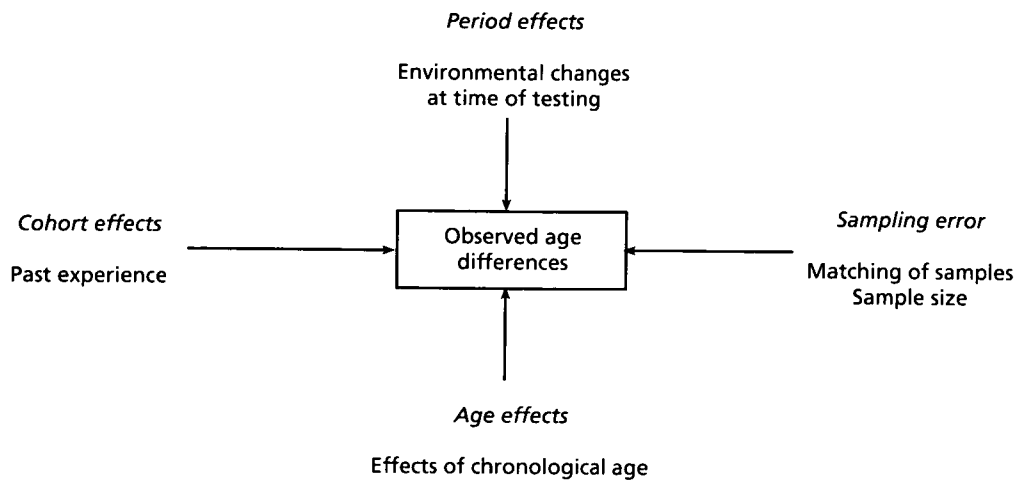 Period effects
Environmental changes
at time of testing
Cohort effects
Past experience
Observed age
differences
Sampling error
Matching of samples
Sample size
Age effects
Effects of chronological age